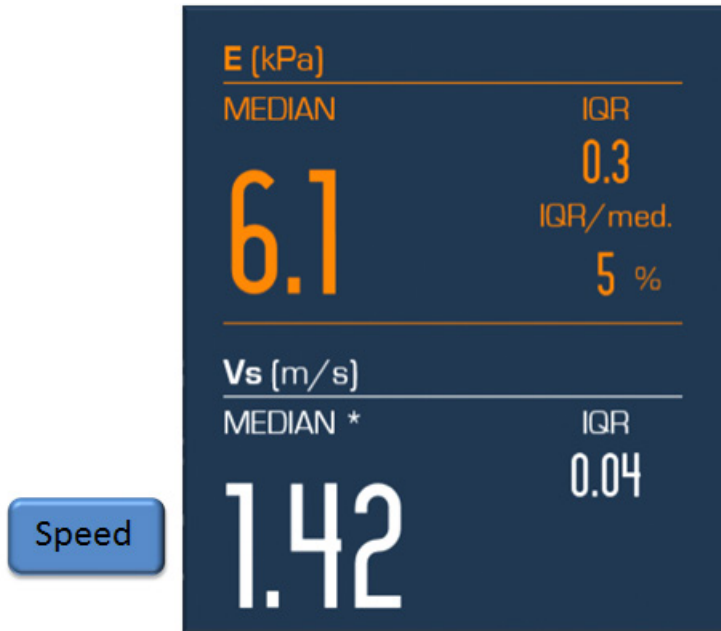 E (kPa)
MEDIAN IQR
0.3
6.1
IQR/med.
5 %
Vs (m/s)
MEDIAN * IQR
0.04
Speed
1.42